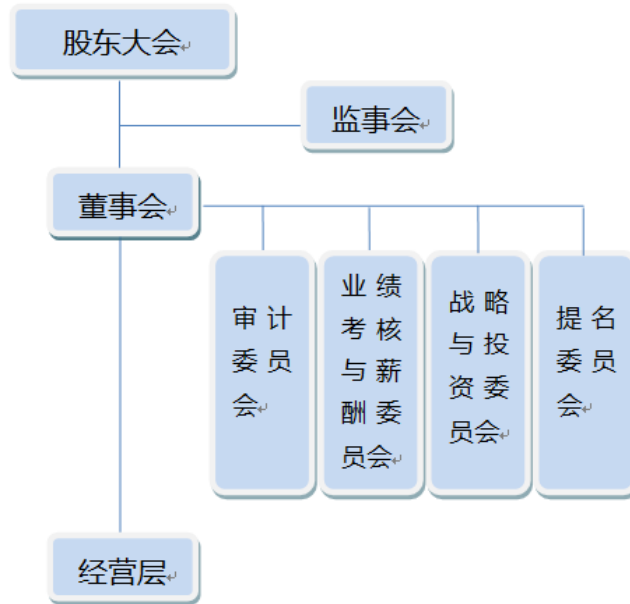 股东大会
监事会
董事会
审计
委员
会
业绩
考核
与薪
酬委
员会
战略
与投
资委
员会
提名
委员
会
经营层